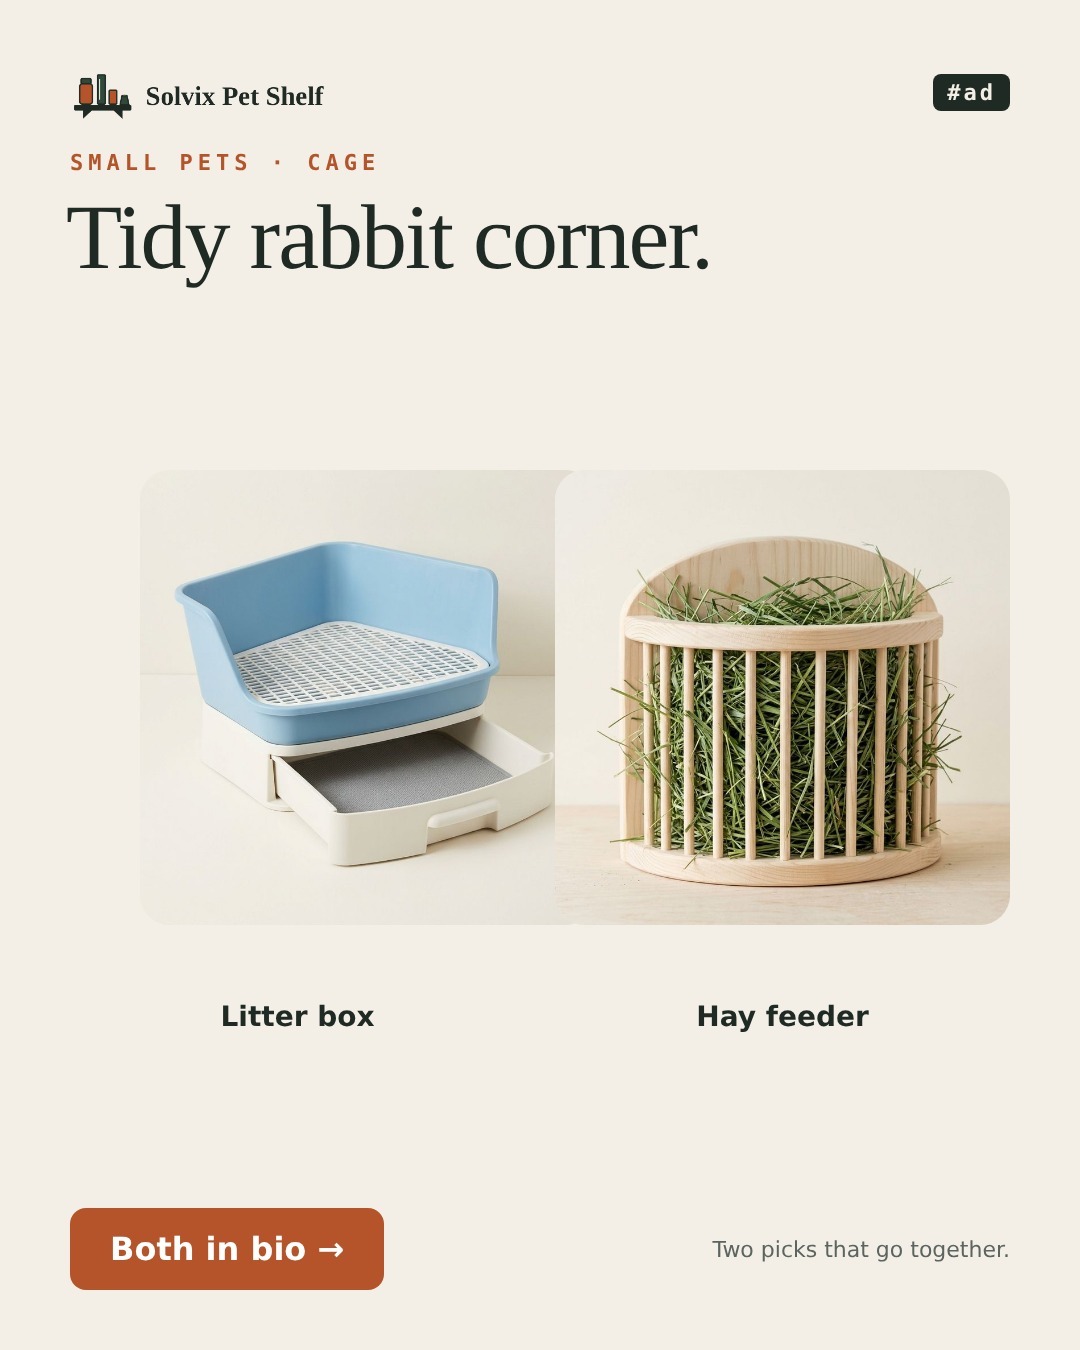 Solvix Pet Shelf
#ad
SMALL PETS · CAGE
Tidy rabbit corner.
Litter box
Hay feeder
Both in bio →
Two picks that go together.